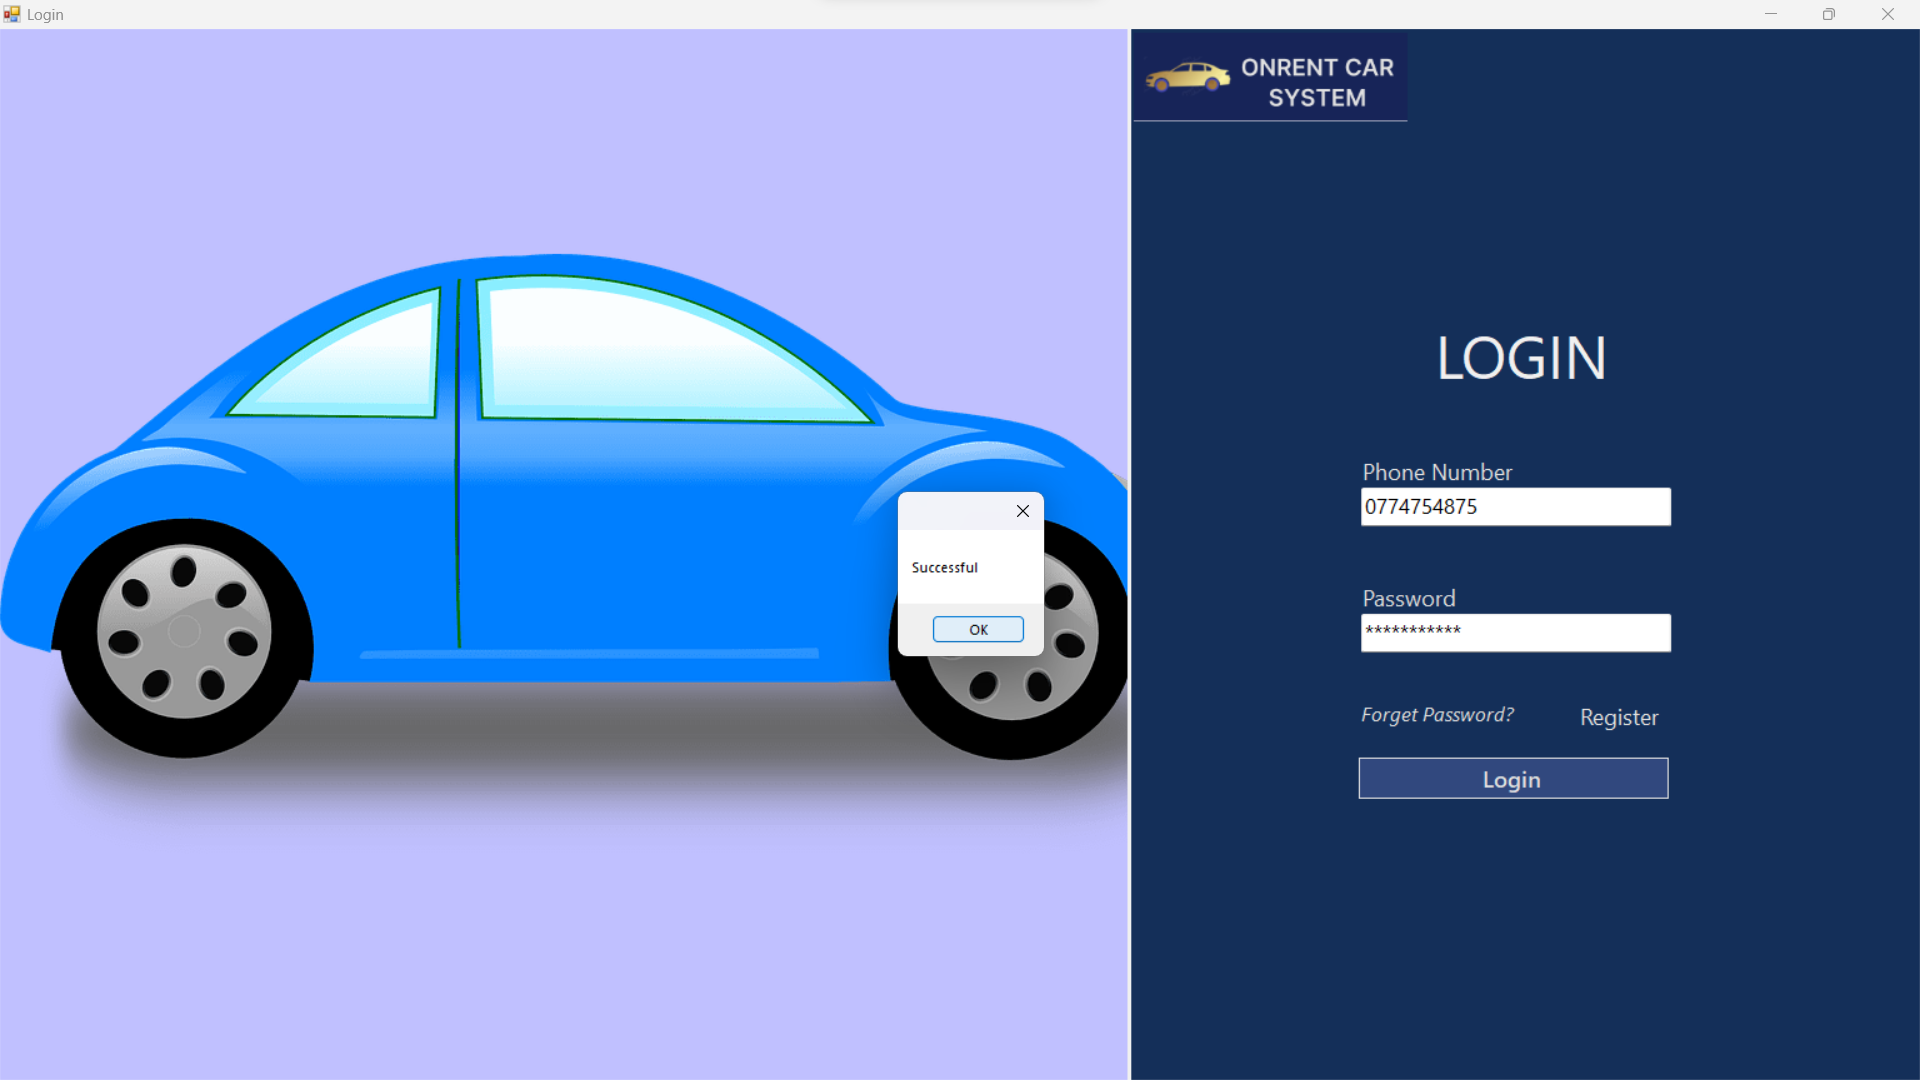 Login
ONRENT CAR
SYSTEM
LOGIN
Phone Number
0774754875
Password
***********
Forget Password?
Register
Login
Successful
OK